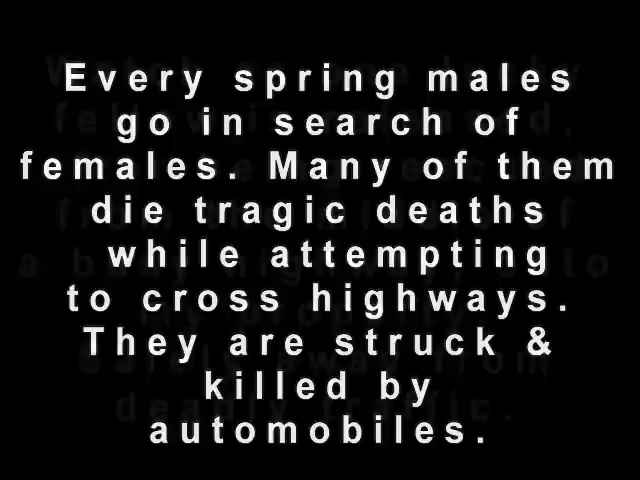 Every spring males
go in search of
females. Many of them
die tragic deaths
while attempting
to cross highways.
They are struck &
killed by
automobiles.